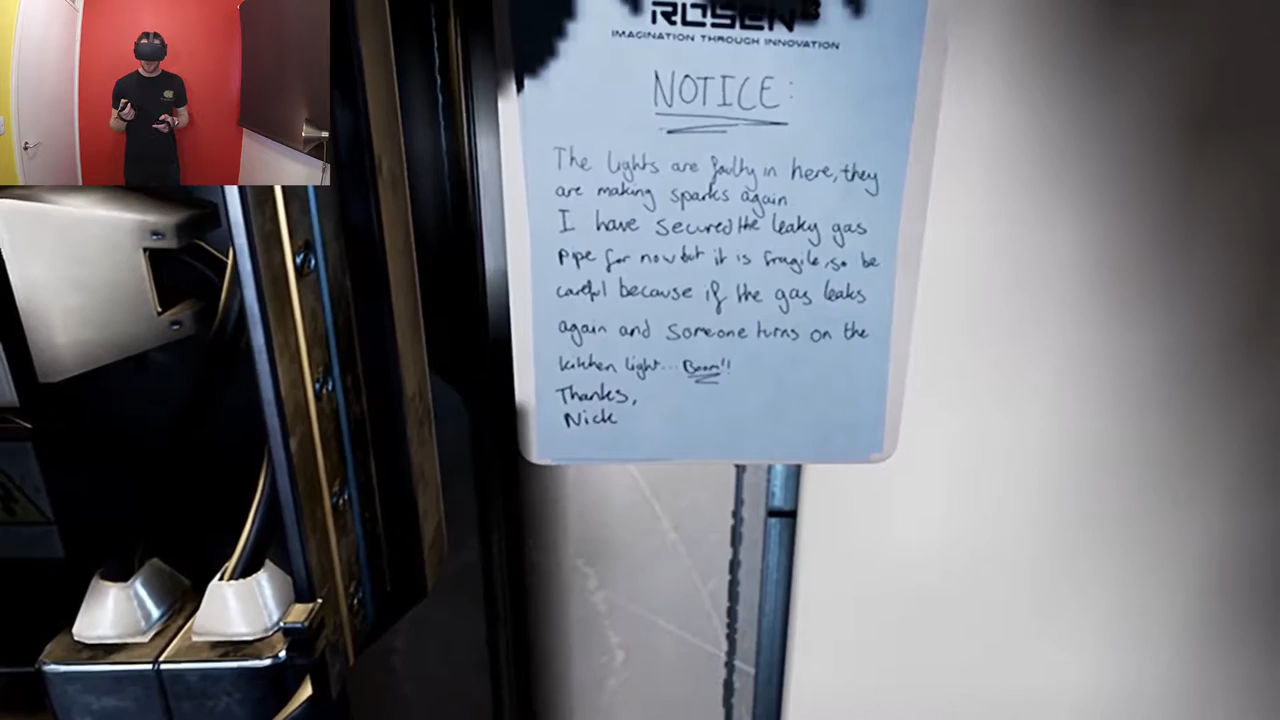 ROSEN
IMAGINATION THROUGH INNOVATION
NOTICE:
The lights are faulty in here, they
are making sparks again
I have secured the leaky gas
pipe for now but it is fragile, so be
careful because if the gas leaks
again and someone turns on the
kitchen light... Boom!!
Thanks,
Nick